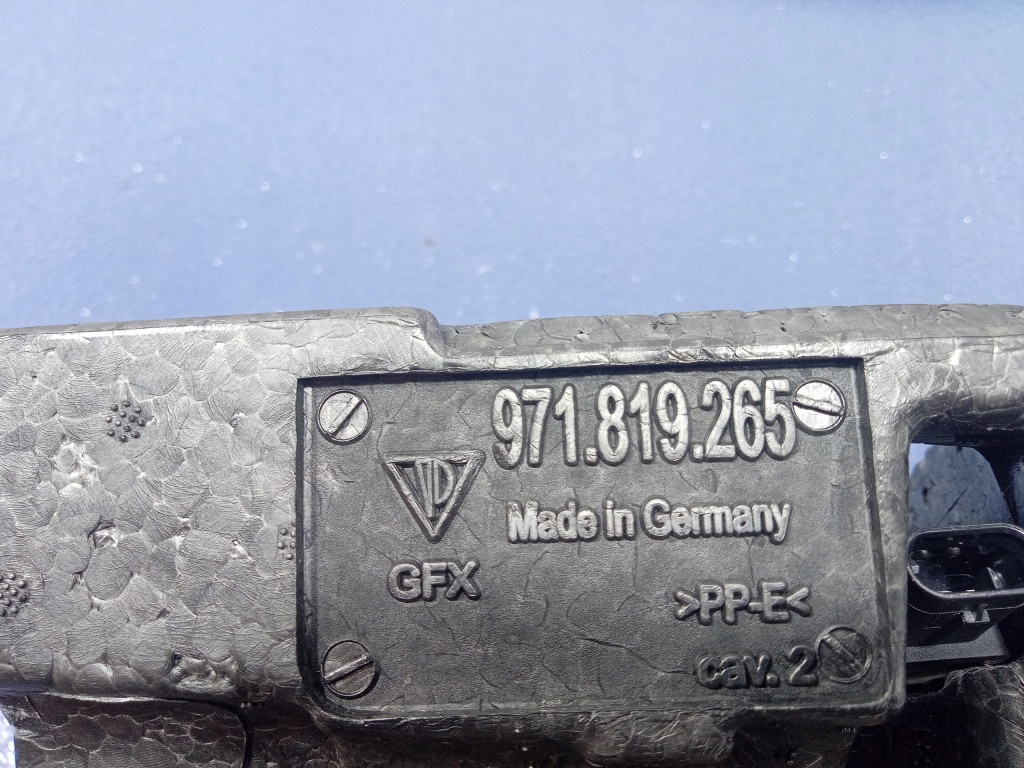 971.819.265
Made in Germany
GFX
>PP-E<
cav. 2